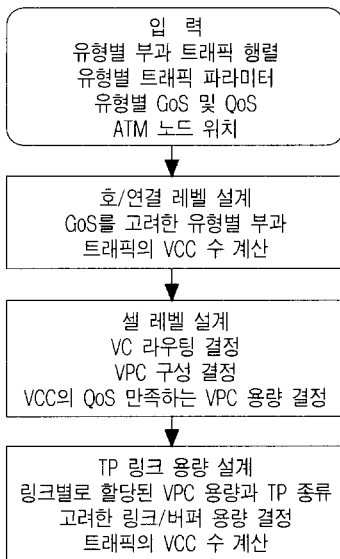 입 력
유형별 부과 트래픽 행렬
유형별 트래픽 파라미터
유형별 GoS 및 QoS
ATM 노드 위치
호/연결 레벨 설계
GoS를 고려한 유형별 부과
트래픽의 VCC 수 계산
셀 레벨 설계
VC 라우팅 결정
VPC 구성 결정
VCC의 QoS 만족하는 VPC 용량 결정
TP 링크 용량 설계
링크별로 할당된 VPC 용량과 TP 종류
고려한 링크/버퍼 용량 결정
트래픽의 VCC 수 계산